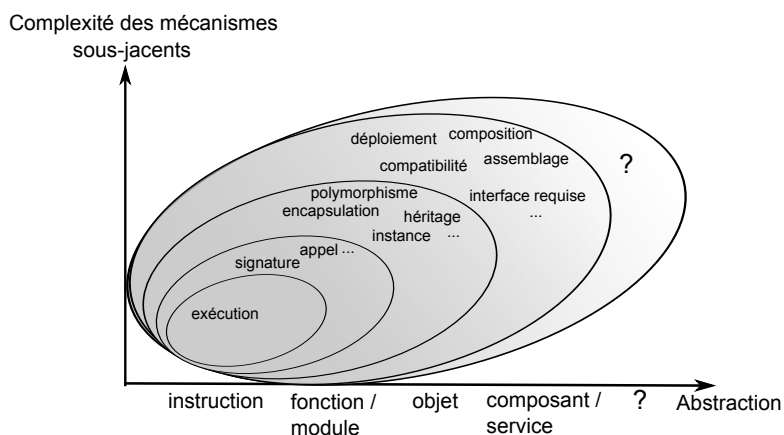 Complexité des mécanismes
sous-jacents
déploiement composition
compatibilité assemblage
?
polymorphisme interface requise
encapsulation héritage ...
instance ...
appel ...
signature
exécution
instruction fonction / objet composant / ? Abstraction
module service